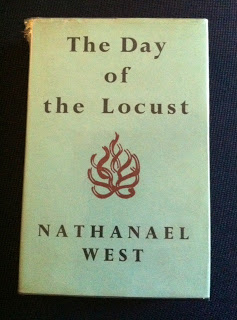 The Day
of
the Locust
NATHANAEL
WEST